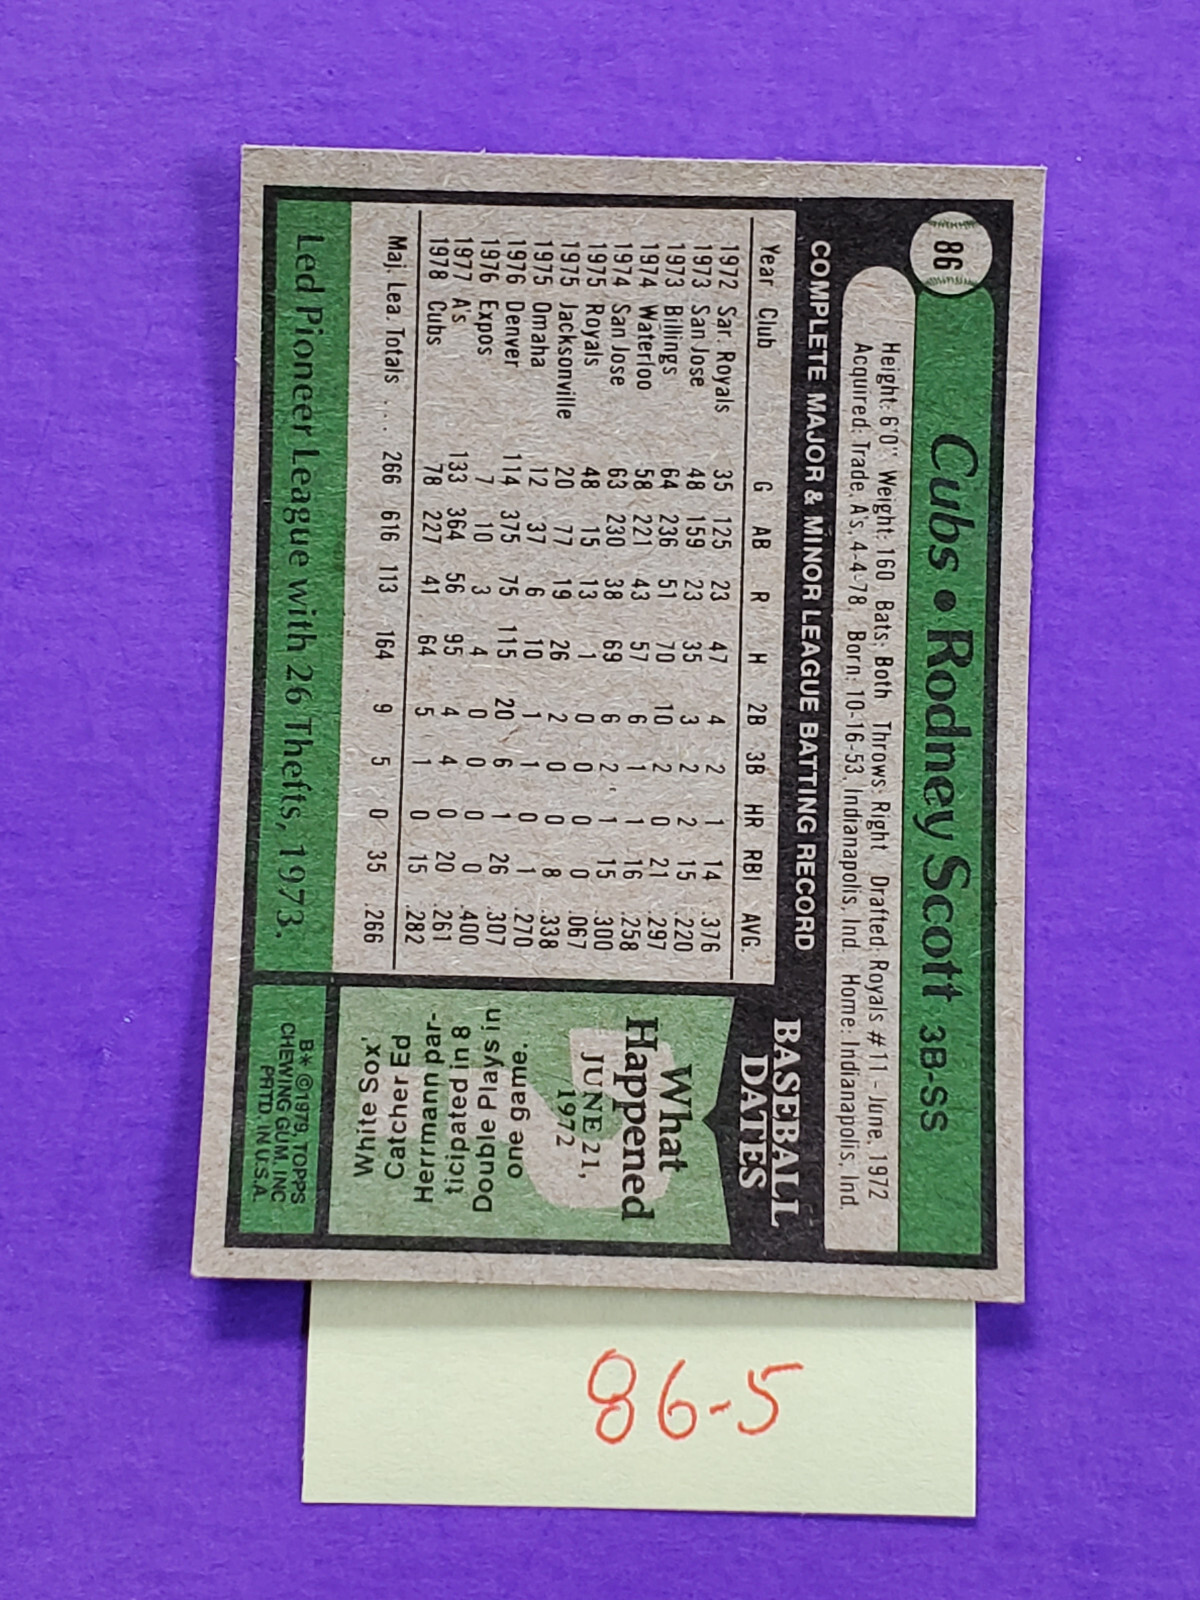 86
Cubs • Rodney Scott 3B-SS
Height: 6'0" Weight: 160 Bats: Both Throws: Right Drafted: Royals #11 - June, 1972
Acquired: Trade, A's, 4-4-78 Born: 10-16-53, Indianapolis, Ind. Home: Indianapolis, Ind.
COMPLETE MAJOR & MINOR LEAGUE BATTING RECORD
Year Club G AB R H 2B 3B HR RBI AVG.
1972 Sar. Royals 35 125 23 47 4 2 1 14 .376
1973 San Jose 48 159 23 35 3 2 2 15 .220
1973 Billings 64 236 51 70 10 2 0 21 .297
1974 Waterloo 58 221 43 57 6 1 1 16 .258
1974 San Jose 63 230 38 69 6 2 1 15 .300
1975 Royals 48 15 13 1 0 0 0 0 .067
1975 Jacksonville 20 77 19 26 2 0 0 8 .338
1975 Omaha 12 37 6 10 1 1 0 1 .270
1976 Denver 114 375 75 115 20 6 1 26 .307
1976 Expos 7 10 3 4 0 0 0 0 .400
1977 A's 133 364 56 95 4 4 0 20 .261
1978 Cubs 78 227 41 64 5 1 0 15 .282
Maj. Lea. Totals .... 266 616 113 164 9 5 0 35 .266
Led Pioneer League with 26 Thefts, 1973.
BASEBALL
DATES
What
Happened
JUNE 21,
1972
White Sox'
Catcher Ed
Herrmann par-
ticipated in 8
Double Plays in
one game.
B* ©1979, TOPPS
CHEWING GUM, INC
PRTD. IN U.S.A.
86-5